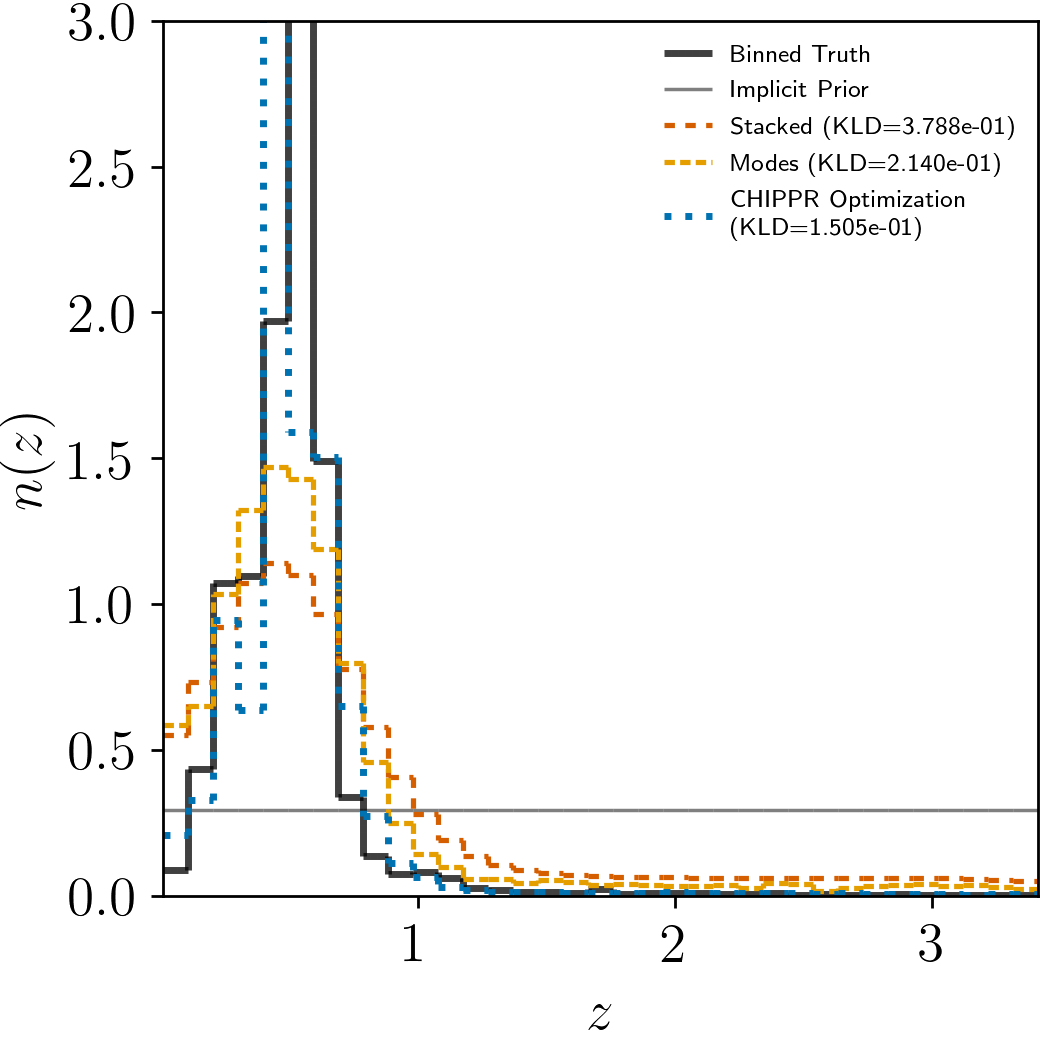 3.0
2.5
2.0
1.5
1.0
0.5
0.0
n(z)
Binned Truth
Implicit Prior
Stacked (KLD=3.788e-01)
Modes (KLD=2.140e-01)
CHIPPR Optimization
(KLD=1.505e-01)
1
2
3
z